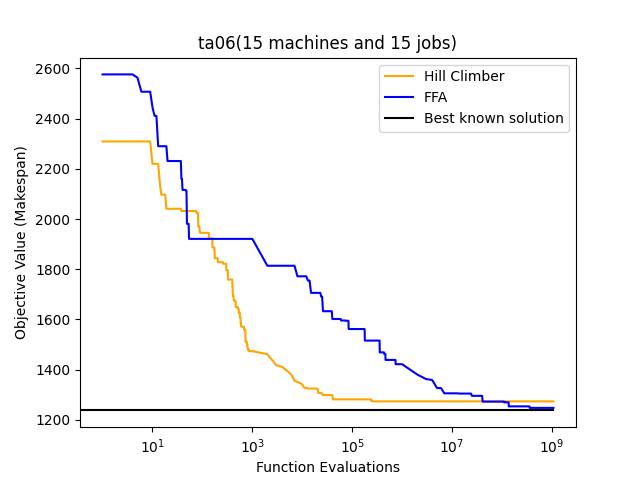 ta06(15 machines and 15 jobs)
Hill Climber
FFA
Best known solution
Objective Value (Makespan)
2600
2400
2200
2000
1800
1600
1400
1200
10¹ 10³ 10⁵ 10⁷ 10⁹
Function Evaluations